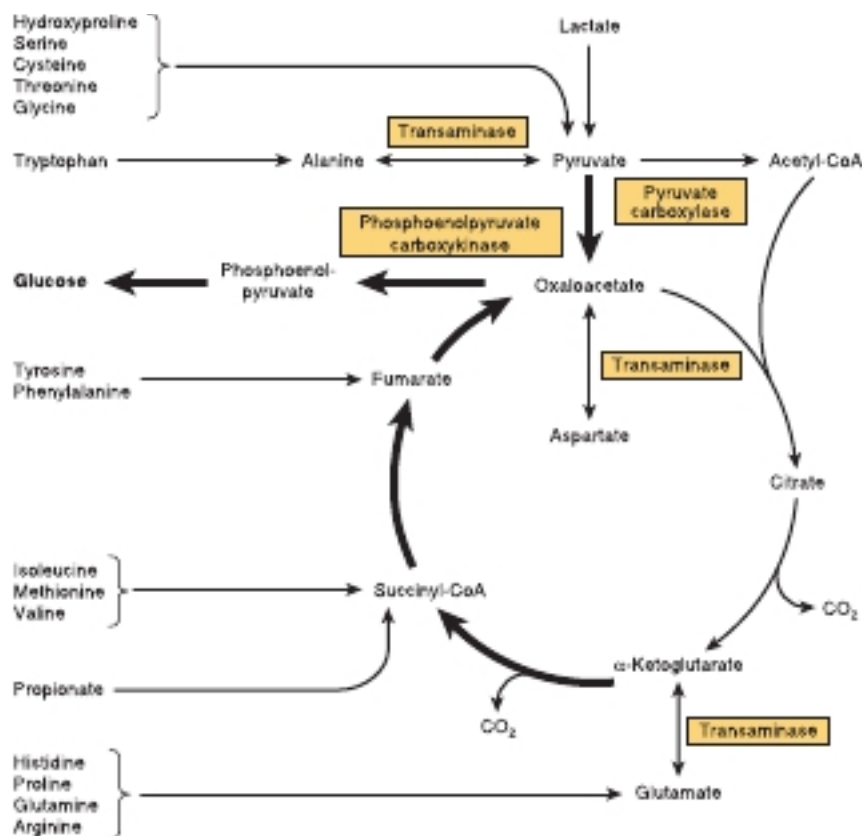 Hydroxyproline
Serine
Cysteine
Threonine
Glycine
Lactate
Transaminase
Tryptophan
Alanine
Pyruvate
Acetyl-CoA
Pyruvate
carboxylase
Phosphoenolpyruvate
carboxykinase
Glucose
Phosphoenol-
pyruvate
Oxaloacetate
Tyrosine
Phenylalanine
Fumarate
Transaminase
Aspartate
Citrate
Isoleucine
Methionine
Valine
Succinyl-CoA
CO₂
α-Ketoglutarate
Propionate
CO₂
Transaminase
Histidine
Proline
Glutamine
Arginine
Glutamate